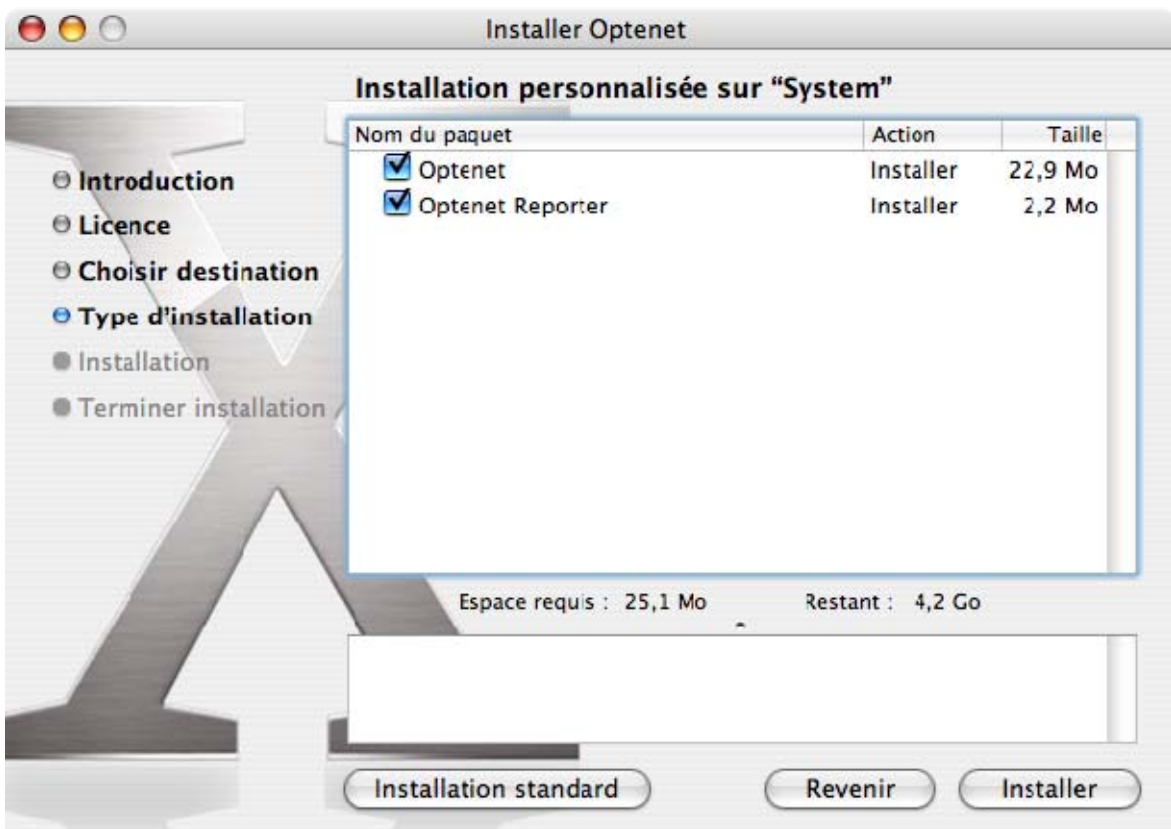 Installer Optenet
Installation personnalisée sur “System”
Nom du paquet Action Taille
Optenet Installer 22,9 Mo
Optenet Reporter Installer 2,2 Mo
Introduction
Licence
Choisir destination
Type d'installation
Installation
Terminer installation
Espace requis : 25,1 Mo Restant : 4,2 Go
Installation standard Revenir Installer